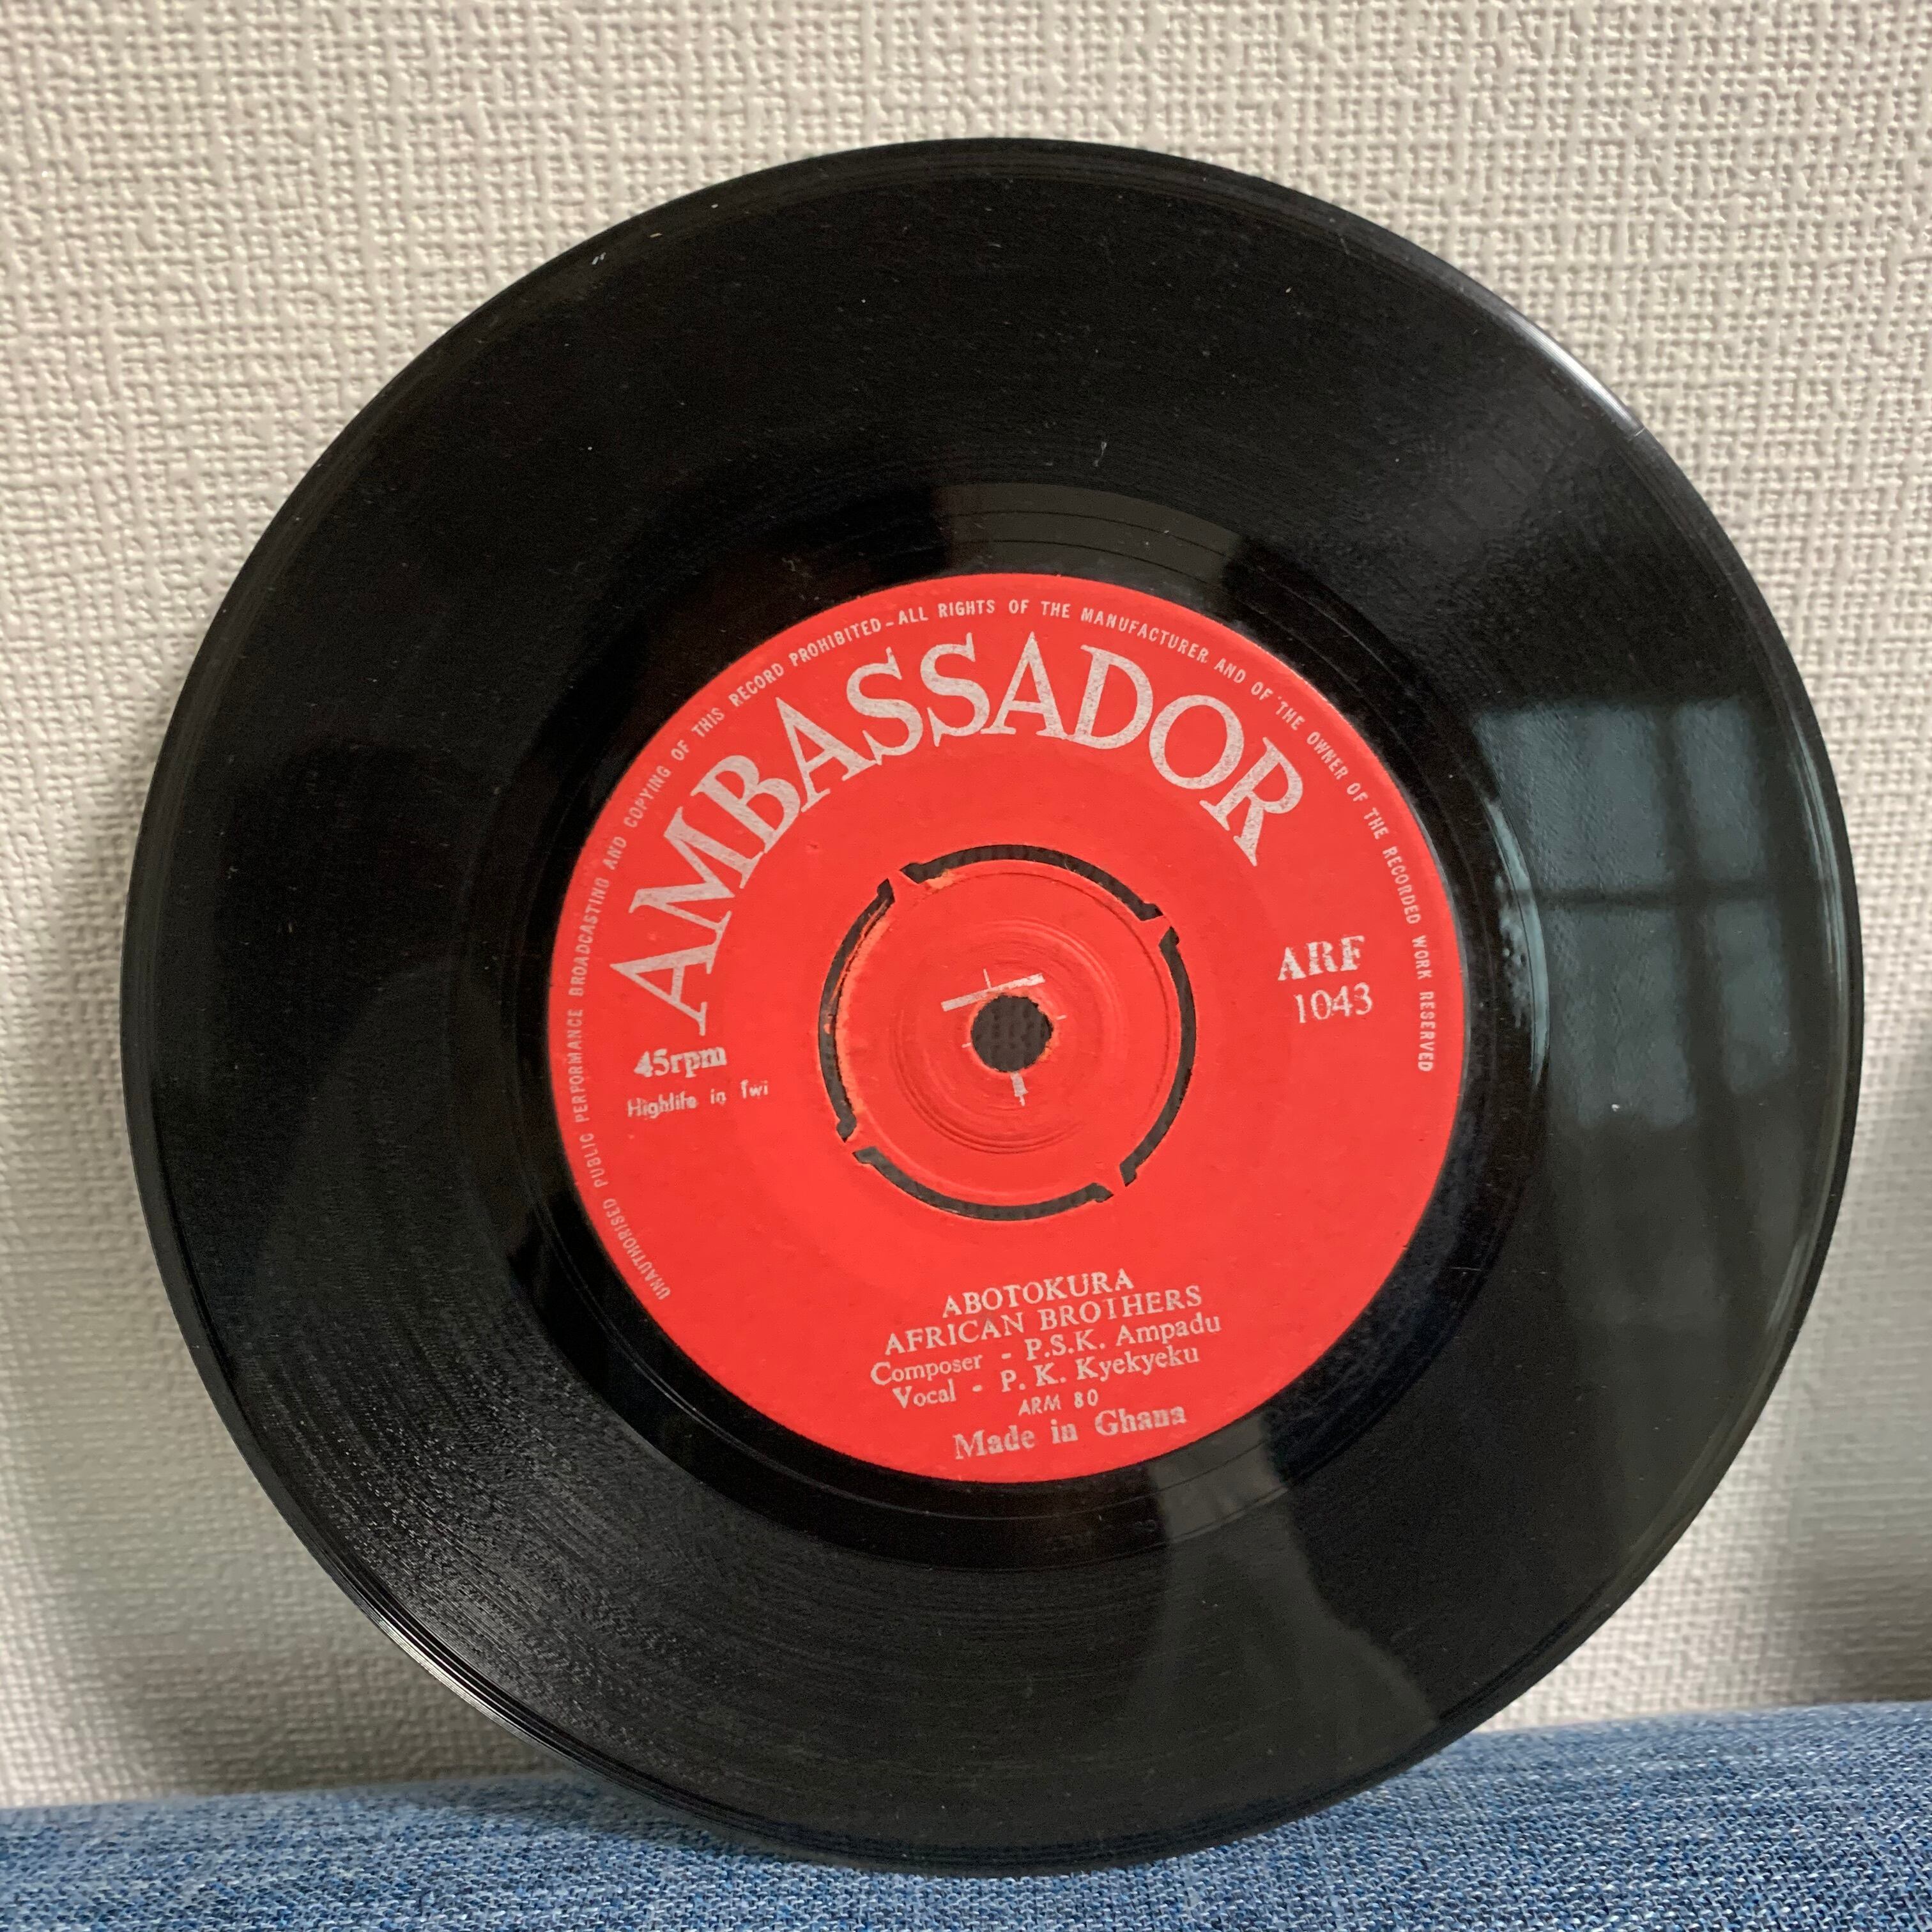 UNAUTHORISED PUBLIC PERFORMANCE BROADCASTING AND COPYING OF THIS RECORD PROHIBITED-ALL RIGHTS OF THE MANUFACTURER AND OF THE OWNER OF THE RECORDED WORK RESERVED
AMBASSADOR
ARF
1043
45rpm
Highlife in Twi
ABOTOKURA
AFRICAN BROTHERS
Composer - P.S.K. Ampadu
Vocal - P. K. Kyekyeku
ARM 80
Made in Ghana